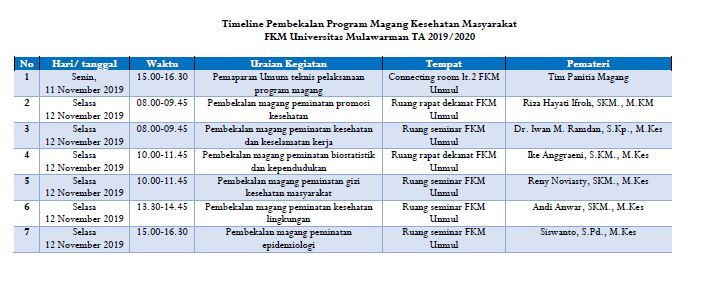 Timeline Pembekalan Program Magang Kesehatan Masyarakat
FKM Universitas Mulawarman TA 2019/2020
No Hari/ tanggal Waktu Uraian Kegiatan Tempat Pemateri
1 Senin, 15.00-16.30 Pemaparan Umum teknis pelaksanaan Connecting room lt.2 FKM Tim Panitia Magang
11 November 2019 program magang Unmul
2 Selasa 08.00-09.45 Pembekalan magang peminatan promosi Ruang rapat dekanat FKM Riza Hayati Ifroh, SKM., M.KM
12 November 2019 kesehatan Unmul
3 Selasa 08.00-09.45 Pembekalan magang peminatan kesehatan Ruang seminar FKM Dr. Iwan M. Ramdan, S.Kp., M.Kes
12 November 2019 dan keselamatan kerja Unmul
4 Selasa 10.00-11.45 Pembekalan magang peminatan biostatistik Ruang rapat dekanat FKM Ike Anggraeni, S.KM., M.Kes
12 November 2019 dan kependudukan Unmul
5 Selasa 10.00-11.45 Pembekalan magang peminatan gizi Ruang seminar FKM Reny Noviasty, SKM., M.Kes
12 November 2019 kesehatan masyarakat Unmul
6 Selasa 13.30-14.45 Pembekalan magang peminatan kesehatan Ruang seminar FKM Andi Anwar, SKM., M.Kes
12 November 2019 lingkungan Unmul
7 Selasa 15.00-16.30 Pembekalan magang peminatan Ruang seminar FKM Siswanto, S.Pd., M.Kes
12 November 2019 epidemiologi Unmul